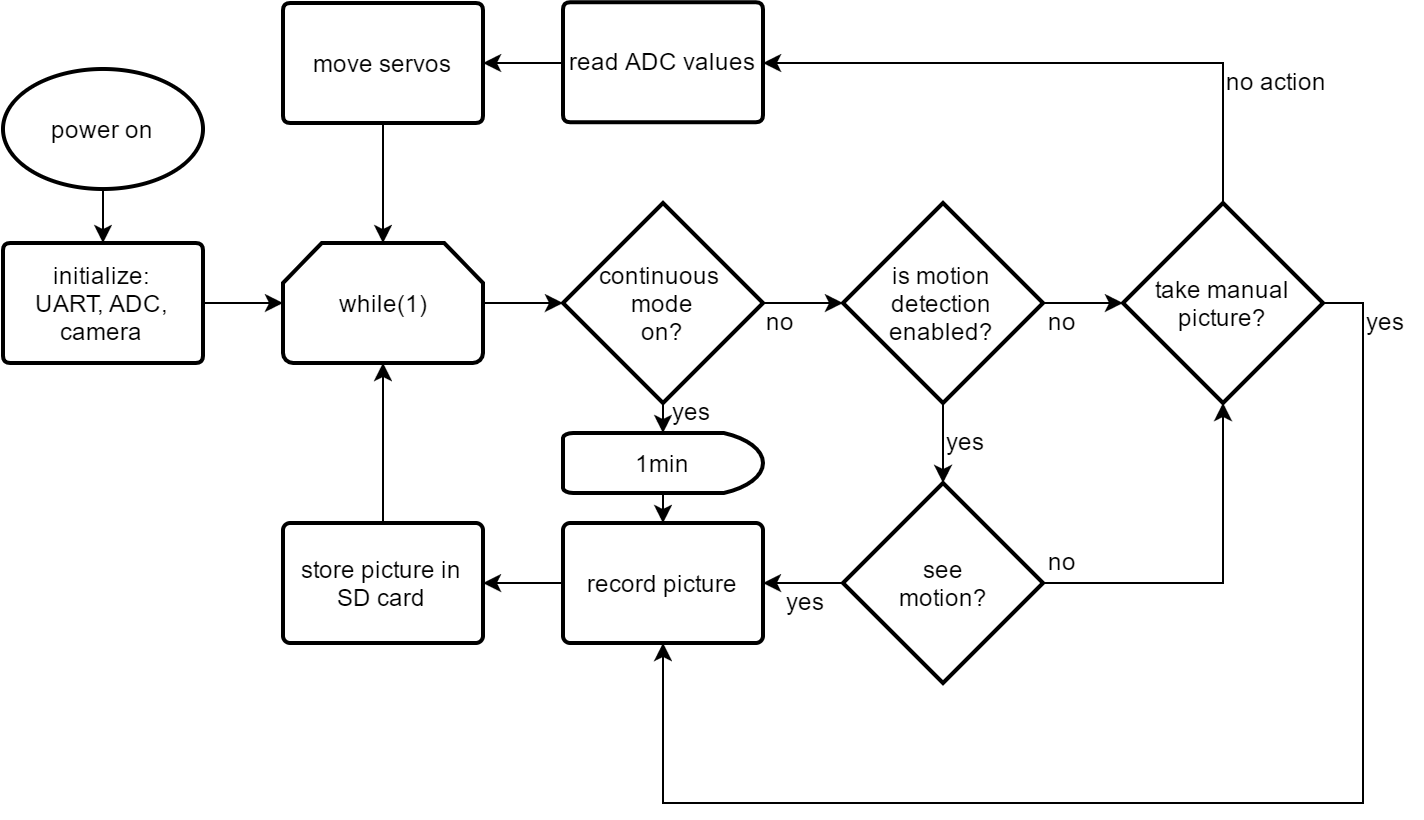 move servos
read ADC values
no action
power on
initialize:
UART, ADC,
camera
while(1)
continuous
mode
on?
no
is motion
detection
enabled?
no
take manual
picture?
yes
yes
1min
yes
store picture in
SD card
record picture
yes
see
motion?
no